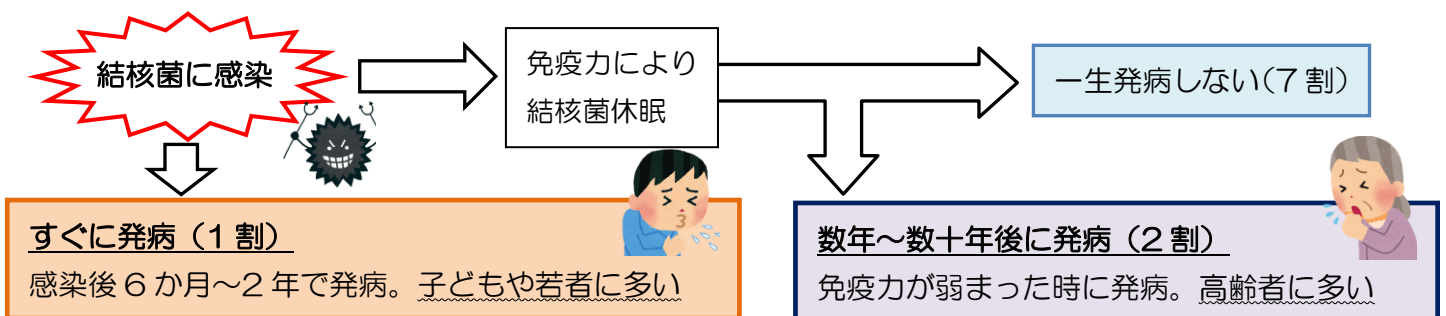 結核菌に感染
免疫力により
結核菌休眠
一生発病しない(7割)
すぐに発病（1割）
感染後6か月～2年で発病。子どもや若者に多い
数年～数十年後に発病（2割）
免疫力が弱まった時に発病。高齢者に多い